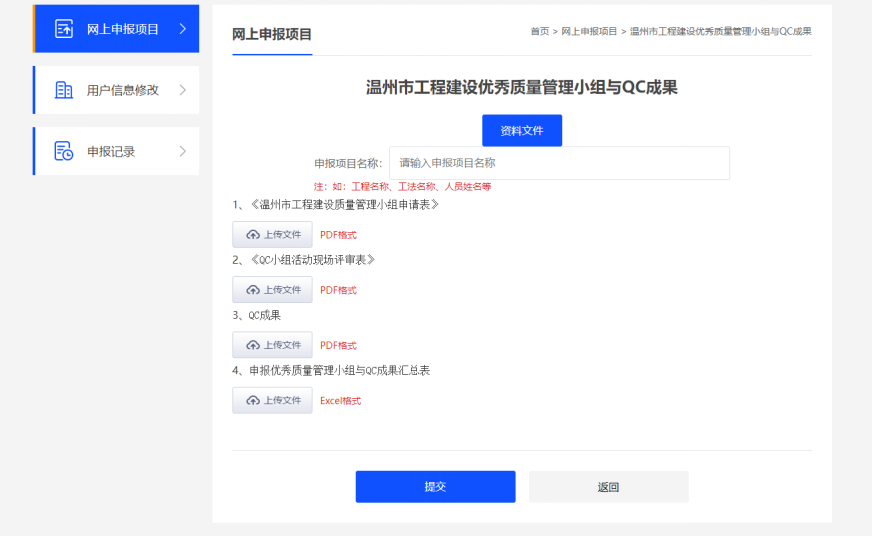 网上申报项目
用户信息修改
申报记录
网上申报项目
首页 > 网上申报项目 > 温州市工程建设优秀质量管理小组与QC成果
温州市工程建设优秀质量管理小组与QC成果
资料文件
申报项目名称: 请输入申报项目名称
注: 如: 工程名称、工法名称、人员姓名等
1、《温州市工程建设质量管理小组申请表》
上传文件 PDF格式
2、《QC小组活动现场评审表》
上传文件 PDF格式
3、QC成果
上传文件 PDF格式
4、申报优秀质量管理小组与QC成果汇总表
上传文件 Excel格式
提交 返回